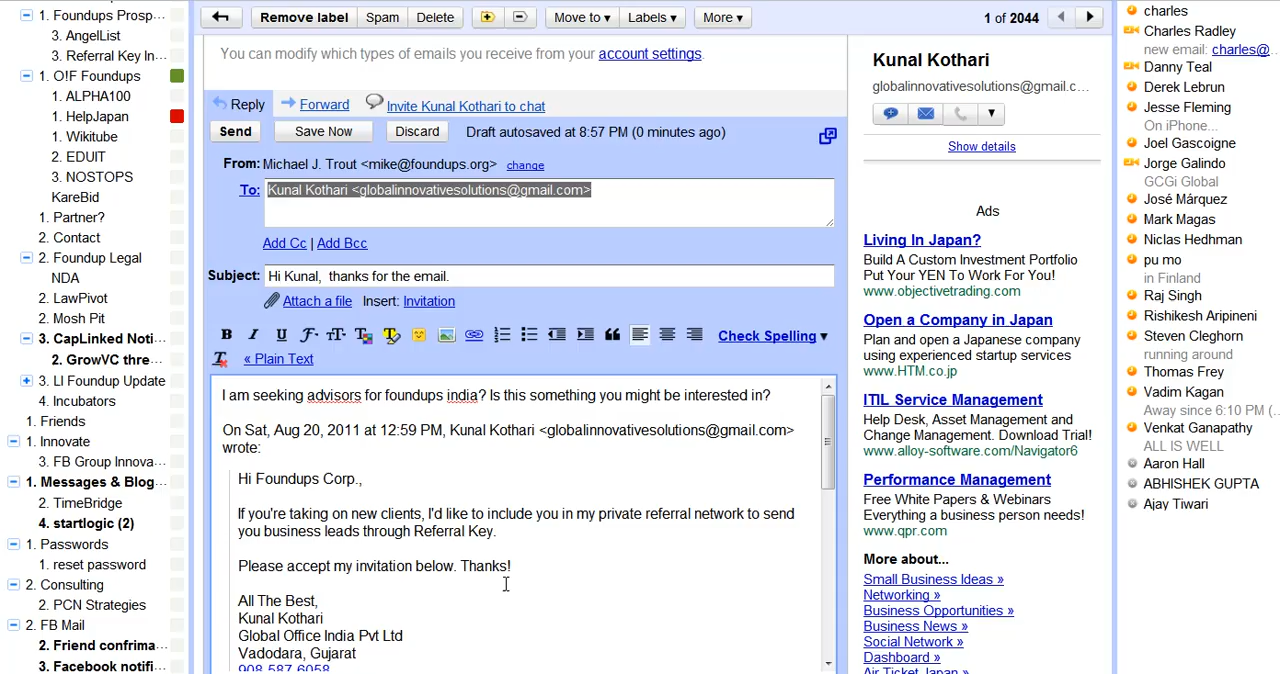 1. Foundups Prosp...
3. AngelList
3. Referral Key In...
1. O!F Foundups
1. ALPHA100
1. HelpJapan
1. Wikitube
2. EDUIT
3. NOSTOPS
KareBid
1. Partner?
2. Contact
2. Foundup Legal
NDA
2. LawPivot
2. Mosh Pit
3. CapLinked Noti...
2. GrowVC thre...
3. LI Foundup Update
4. Incubators
1. Friends
1. Innovate
3. FB Group Innova...
1. Messages & Blog...
2. TimeBridge
4. startlogic (2)
1. Passwords
1. reset password
2. Consulting
2. PCN Strategies
2. FB Mail
2. Friend confirma...
3. Facebook notifi...
Remove label Spam Delete Move to ▾ Labels ▾ More ▾ 1 of 2044
You can modify which types of emails you receive from your account settings.
Reply Forward Invite Kunal Kothari to chat
Send Save Now Discard Draft autosaved at 8:57 PM (0 minutes ago)
From: Michael J. Trout <mike@foundups.org> change
To: Kunal Kothari <globalinnovativesolutions@gmail.com>
Add Cc | Add Bcc
Subject: Hi Kunal,  thanks for the email.
Attach a file Insert: Invitation
B I U Check Spelling ▾
« Plain Text
I am seeking advisors for foundups india? Is this something you might be interested in?
On Sat, Aug 20, 2011 at 12:59 PM, Kunal Kothari <globalinnovativesolutions@gmail.com>
wrote:
Hi Foundups Corp.,
If you're taking on new clients, I'd like to include you in my private referral network to send
you business leads through Referral Key.
Please accept my invitation below. Thanks!
All The Best,
Kunal Kothari
Global Office India Pvt Ltd
Vadodara, Gujarat
908-587-6058
Kunal Kothari
globalinnovativesolutions@gmail.c...
Show details
Ads
Living In Japan?
Build A Custom Investment Portfolio
Put Your YEN To Work For You!
www.objectivetrading.com
Open a Company in Japan
Plan and open a Japanese company
using experienced startup services
www.HTM.co.jp
ITIL Service Management
Help Desk, Asset Management and
Change Management. Download Trial!
www.alloy-software.com/Navigator6
Performance Management
Free White Papers & Webinars
Everything a business person needs!
www.qpr.com
More about...
Small Business Ideas »
Networking »
Business Opportunities »
Business News »
Social Network »
Dashboard »
Air Ticket Japan »
charles
Charles Radley
new email: charles@...
Danny Teal
Derek Lebrun
Jesse Fleming
On iPhone...
Joel Gascoigne
Jorge Galindo
GCGi Global
José Márquez
Mark Magas
Niclas Hedhman
pu mo
in Finland
Raj Singh
Rishikesh Aripineni
Steven Cleghorn
running around
Thomas Frey
Vadim Kagan
Away since 6:10 PM (...
Venkat Ganapathy
ALL IS WELL
Aaron Hall
ABHISHEK GUPTA
Ajay Tiwari